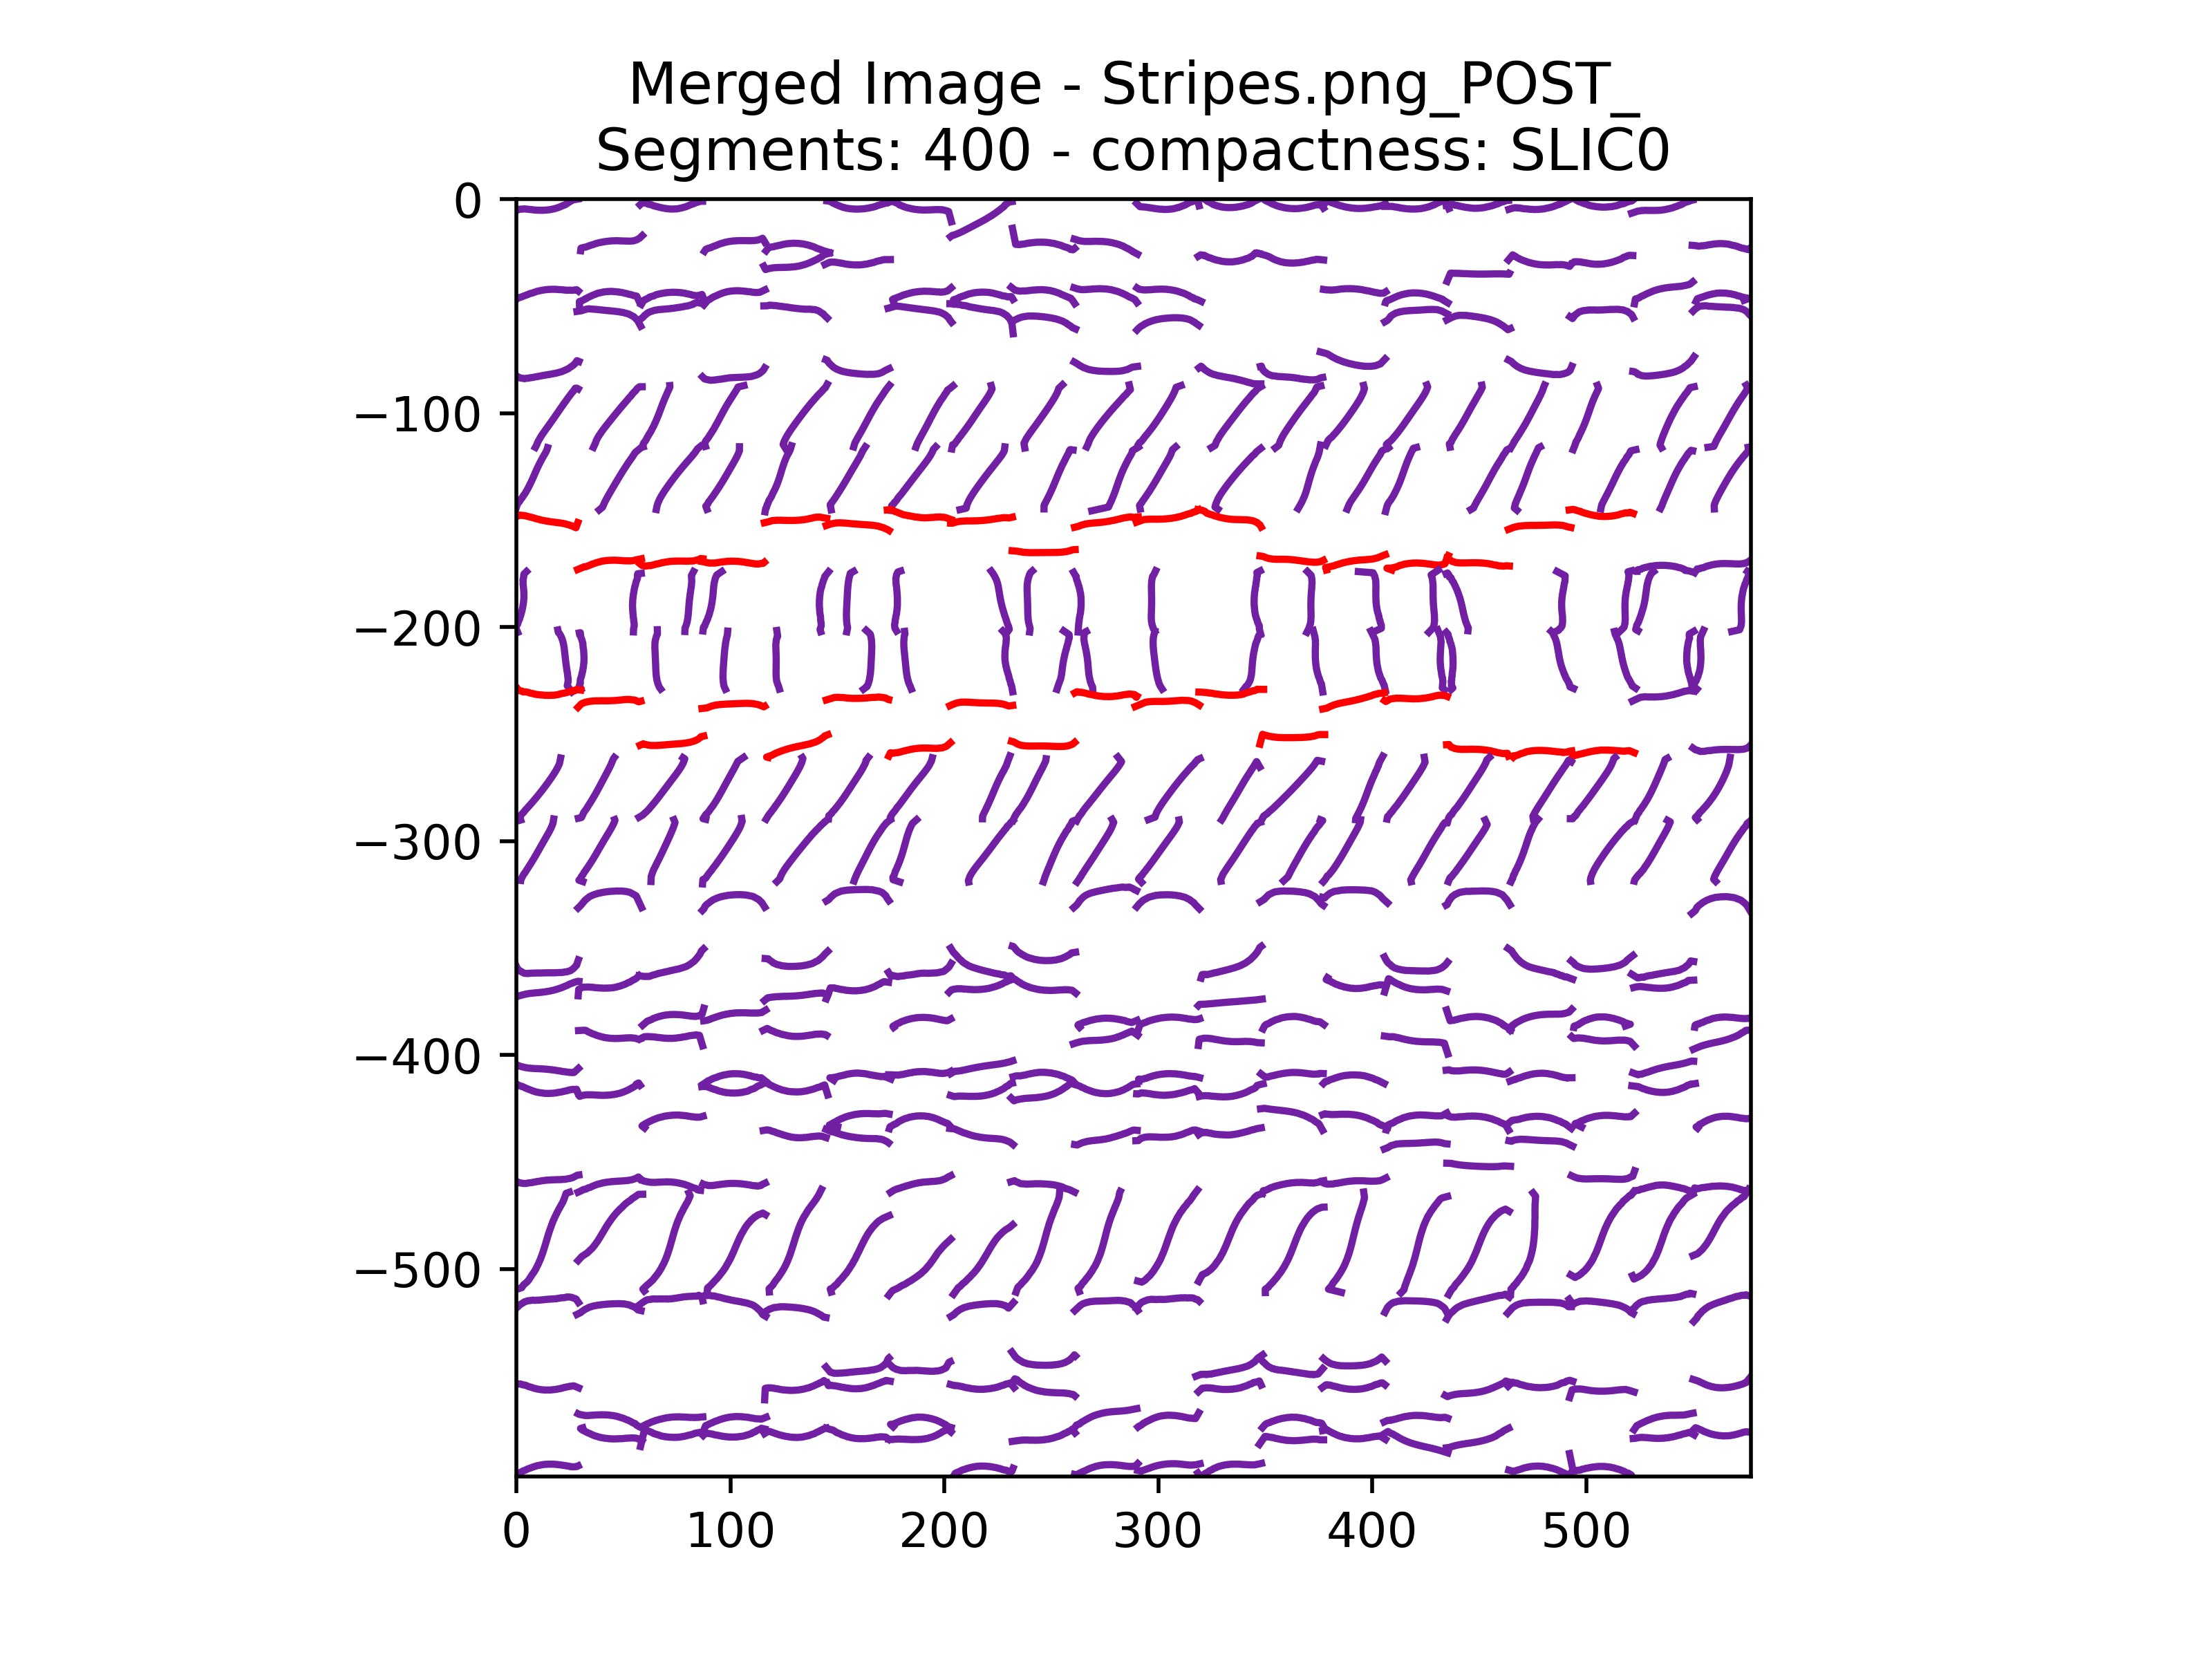 Merged Image - Stripes.png_POST_
Segments: 400 - compactness: SLIC0
0
−100
−200
−300
−400
−500
0 100 200 300 400 500